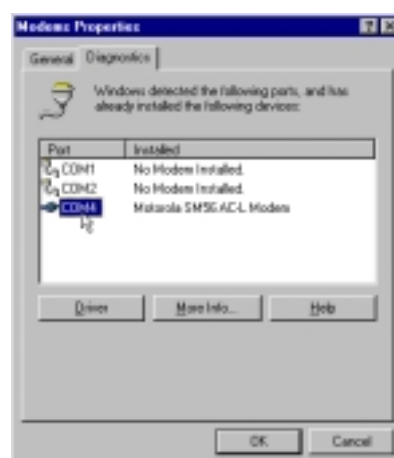 Modems Properties
General Diagnostics
Windows detected the following ports, and has
already installed the following devices:
Port Installed
COM1 No Modem Installed.
COM2 No Modem Installed.
COM4 Motorola SM56 AC-L Modem
Driver More Info... Help
OK Cancel